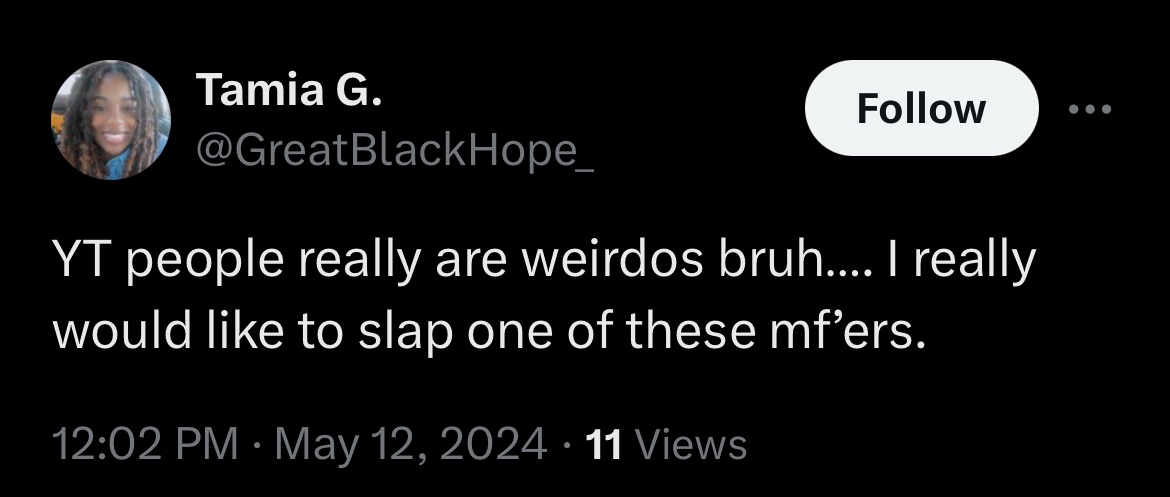 Tamia G.
@GreatBlackHope_
Follow
YT people really are weirdos bruh.... I really
would like to slap one of these mf’ers.
12:02 PM · May 12, 2024 · 11 Views